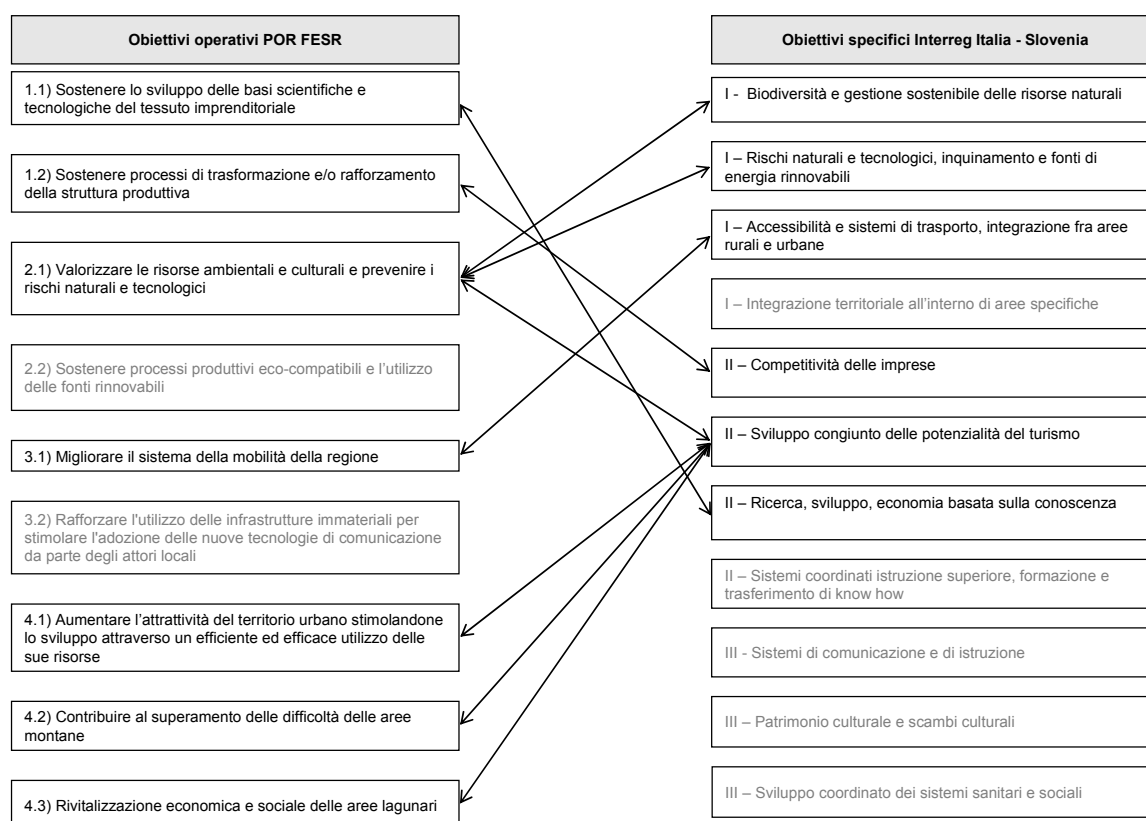 Obiettivi operativi POR FESR
1.1) Sostenere lo sviluppo delle basi scientifiche e
tecnologiche del tessuto imprenditoriale
1.2) Sostenere processi di trasformazione e/o rafforzamento
della struttura produttiva
2.1) Valorizzare le risorse ambientali e culturali e prevenire i
rischi naturali e tecnologici
2.2) Sostenere processi produttivi eco-compatibili e l’utilizzo
delle fonti rinnovabili
3.1) Migliorare il sistema della mobilità della regione
3.2) Rafforzare l'utilizzo delle infrastrutture immateriali per
stimolare l'adozione delle nuove tecnologie di comunicazione
da parte degli attori locali
4.1) Aumentare l’attrattività del territorio urbano stimolandone
lo sviluppo attraverso un efficiente ed efficace utilizzo delle
sue risorse
4.2) Contribuire al superamento delle difficoltà delle aree
montane
4.3) Rivitalizzazione economica e sociale delle aree lagunari
Obiettivi specifici Interreg Italia - Slovenia
I - Biodiversità e gestione sostenibile delle risorse naturali
I – Rischi naturali e tecnologici, inquinamento e fonti di
energia rinnovabili
I – Accessibilità e sistemi di trasporto, integrazione fra aree
rurali e urbane
I – Integrazione territoriale all’interno di aree specifiche
II – Competitività delle imprese
II – Sviluppo congiunto delle potenzialità del turismo
II – Ricerca, sviluppo, economia basata sulla conoscenza
II – Sistemi coordinati istruzione superiore, formazione e
trasferimento di know how
III - Sistemi di comunicazione e di istruzione
III – Patrimonio culturale e scambi culturali
III – Sviluppo coordinato dei sistemi sanitari e sociali